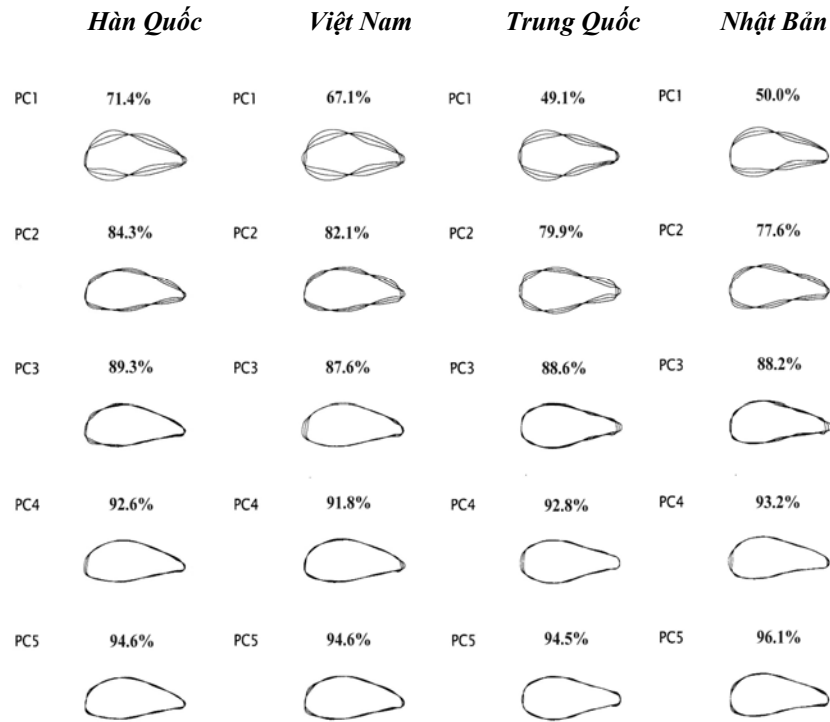 Hàn Quốc Việt Nam Trung Quốc Nhật Bản
PC1 71.4% PC1 67.1% PC1 49.1% PC1 50.0%
PC2 84.3% PC2 82.1% PC2 79.9% PC2 77.6%
PC3 89.3% PC3 87.6% PC3 88.6% PC3 88.2%
PC4 92.6% PC4 91.8% PC4 92.8% PC4 93.2%
PC5 94.6% PC5 94.6% PC5 94.5% PC5 96.1%